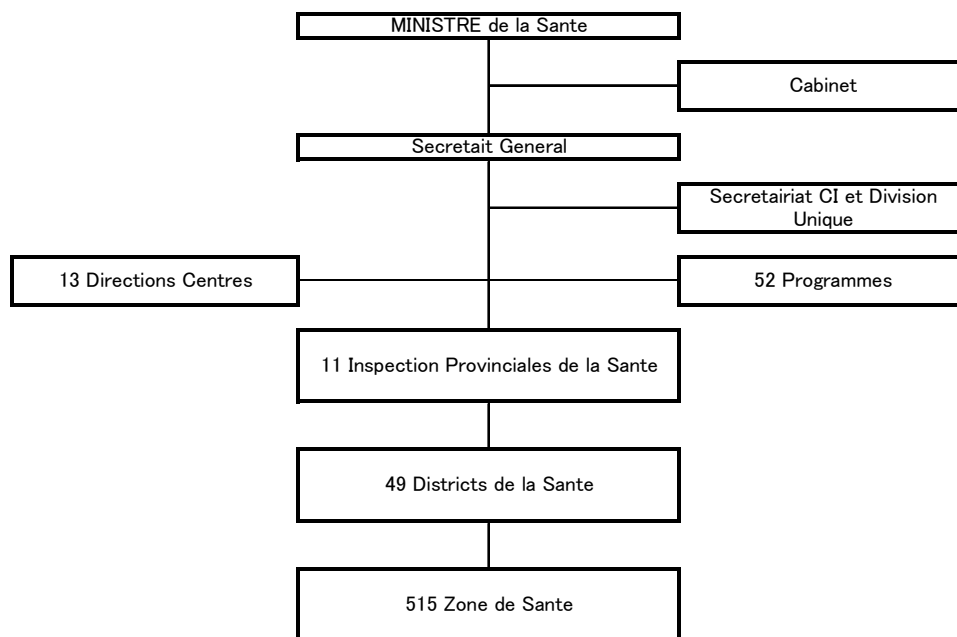 MINISTRE de la Sante
Cabinet
Secretait General
Secretairiat CI et Division
Unique
13 Directions Centres
52 Programmes
11 Inspection Provinciales de la Sante
49 Districts de la Sante
515 Zone de Sante